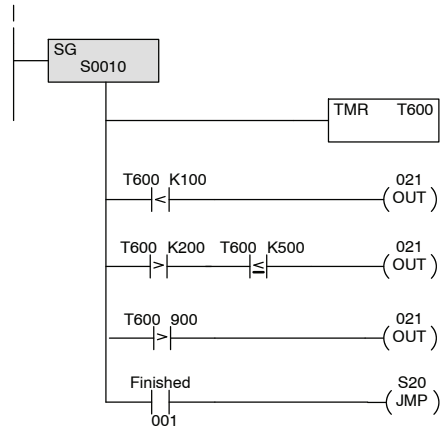 SG
S0010
TMR T600
T600 K100 021
< OUT
T600 K200 T600 K500 021
> ≤ OUT
T600 900 021
> OUT
Finished S20
JMP
001